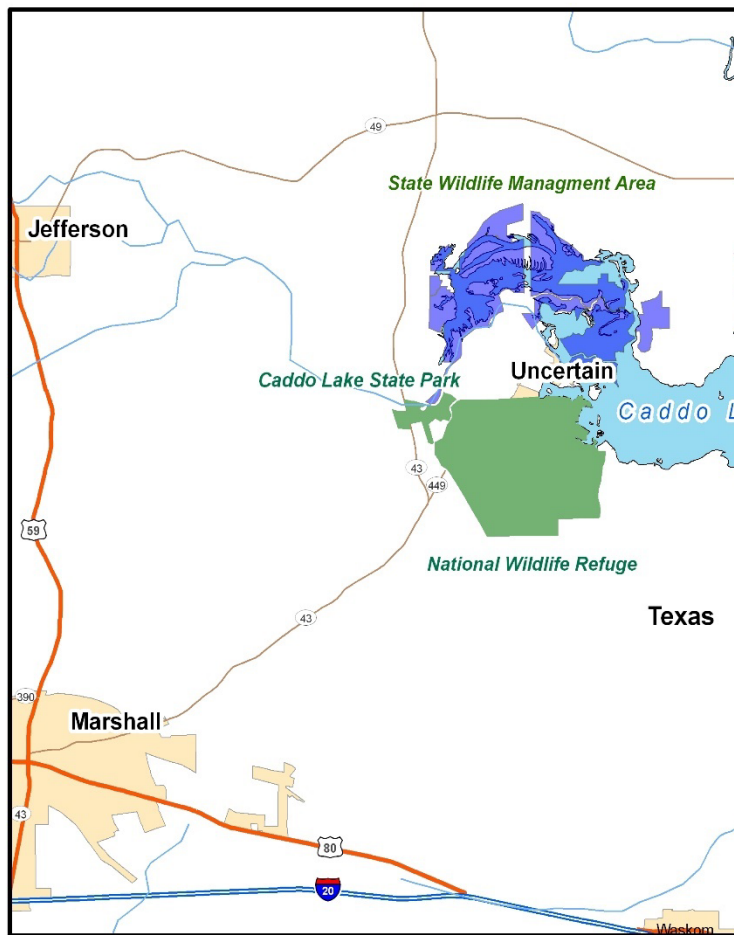 49
State Wildlife Managment Area
Jefferson
Caddo Lake State Park
Uncertain
Caddo L
43
449
59
National Wildlife Refuge
Texas
43
390
Marshall
43
80
20
Waskom